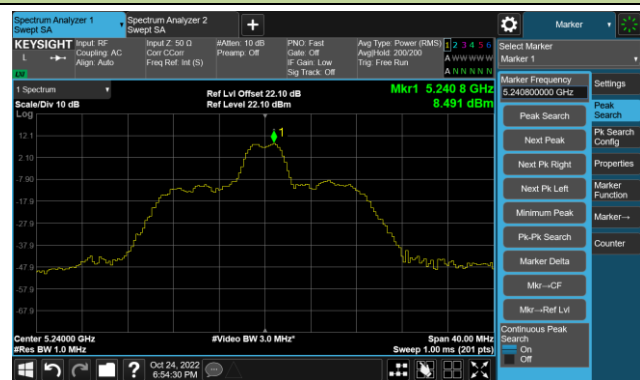 Spectrum Analyzer 1
Swept SA
Spectrum Analyzer 2
Swept SA
+
Marker
KEYSIGHT
L
Input: RF
Coupling: AC
Align: Auto
Input Z: 50 Ω
Corr CCorr
Freq Ref: Int (S)
#Atten: 10 dB
Preamp: Off
PNO: Fast
Gate: Off
IF Gain: Low
Sig Track: Off
Avg Type: Power (RMS)
Avg|Hold: 200/200
Trig: Free Run
1 2 3 4 5 6
A W W W W W
A N N N N N
Select Marker
Marker 1
1 Spectrum
Scale/Div 10 dB
Log
Ref Lvl Offset 22.10 dB
Ref Level 22.10 dBm
Mkr1 5.240 8 GHz
8.491 dBm
1
12.1
2.10
-7.90
-17.9
-27.9
-37.9
-47.9
-57.9
-67.9
Center 5.24000 GHz
#Res BW 1.0 MHz
#Video BW 3.0 MHz*
Span 40.00 MHz
Sweep 1.00 ms (201 pts)
Marker Frequency
5.240800000 GHz
Peak Search
Next Peak
Next Pk Right
Next Pk Left
Minimum Peak
Pk-Pk Search
Marker Delta
Mkr→CF
Mkr→Ref Lvl
Continuous Peak
Search
On
Off
Settings
Peak
Search
Pk Search
Config
Properties
Marker
Function
Marker→
Counter
?
Oct 24, 2022
6:54:30 PM